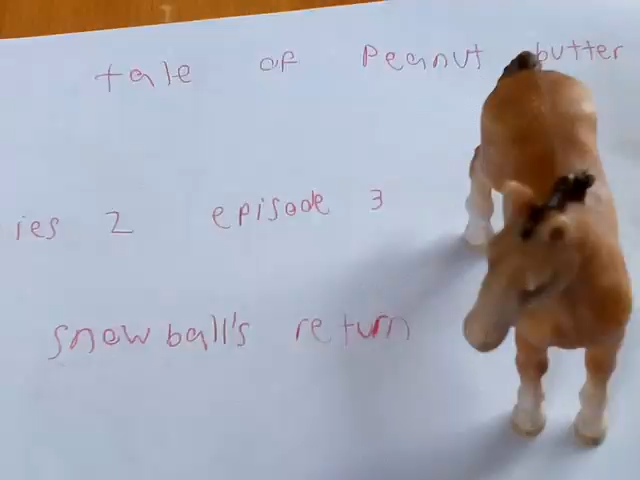 tale of Peanut butter
ies 2 episode 3
snowball's return